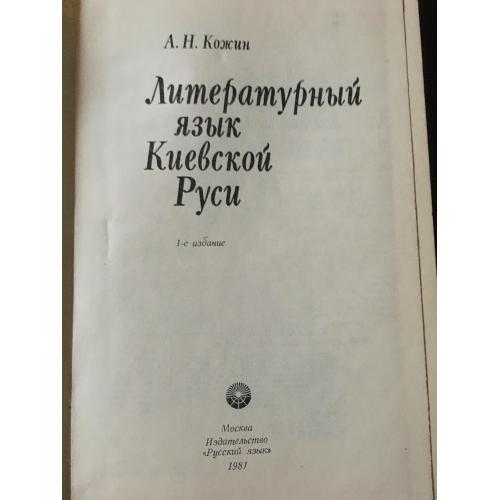 А. Н. Кожин
Литературный
язык
Киевской
Руси
1-е издание
Москва
Издательство
«Русский язык»
1981